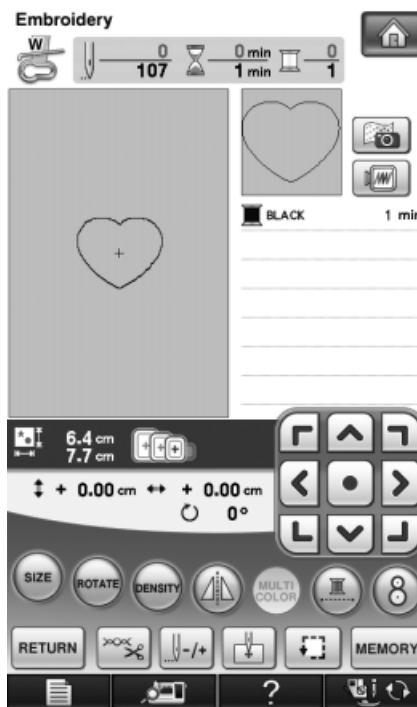 Embroidery
W
0 0 min 0
107 1 min 1
BLACK 1 min
6.4 cm
7.7 cm
+ 0.00 cm + 0.00 cm
0°
SIZE ROTATE DENSITY MULTI COLOR 8
RETURN -/+ MEMORY
? i